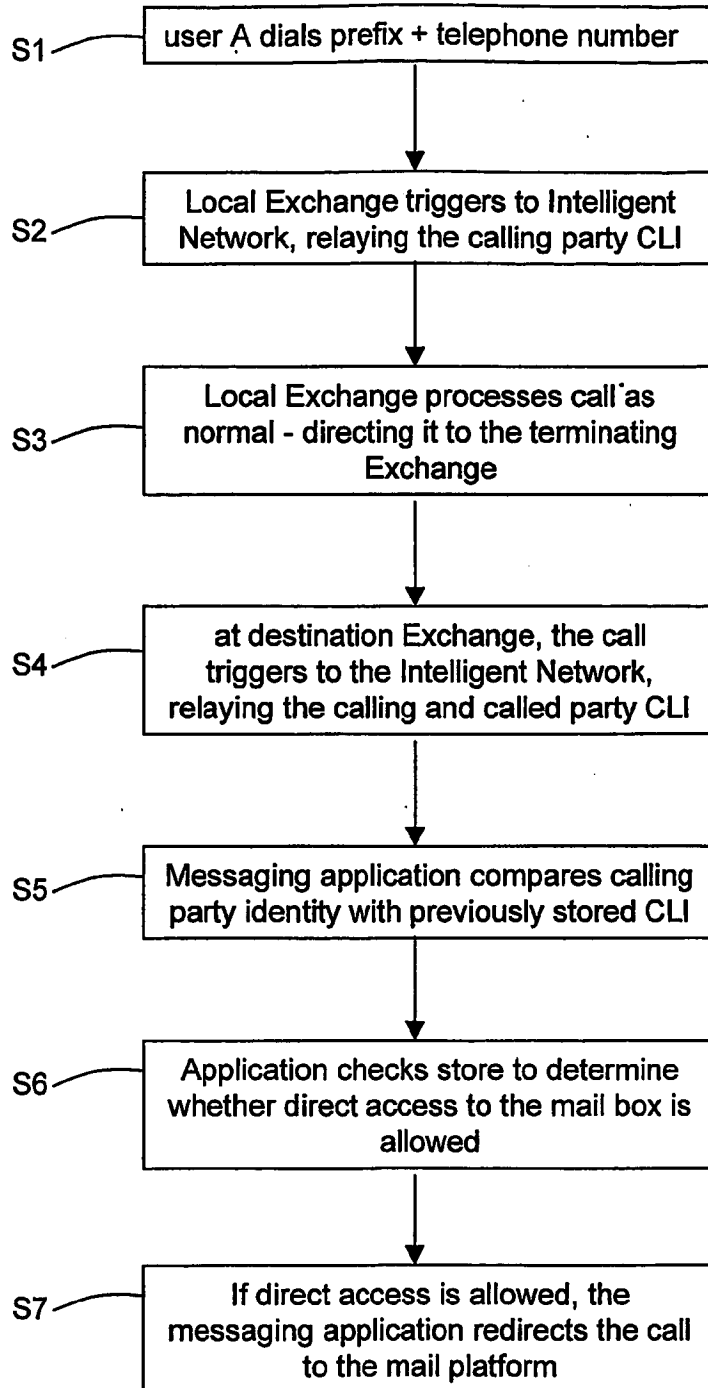 S1
user A dials prefix + telephone number
S2
Local Exchange triggers to Intelligent
Network, relaying the calling party CLI
S3
Local Exchange processes call as
normal - directing it to the terminating
Exchange
S4
at destination Exchange, the call
triggers to the Intelligent Network,
relaying the calling and called party CLI
S5
Messaging application compares calling
party identity with previously stored CLI
S6
Application checks store to determine
whether direct access to the mail box is
allowed
S7
If direct access is allowed, the
messaging application redirects the call
to the mail platform